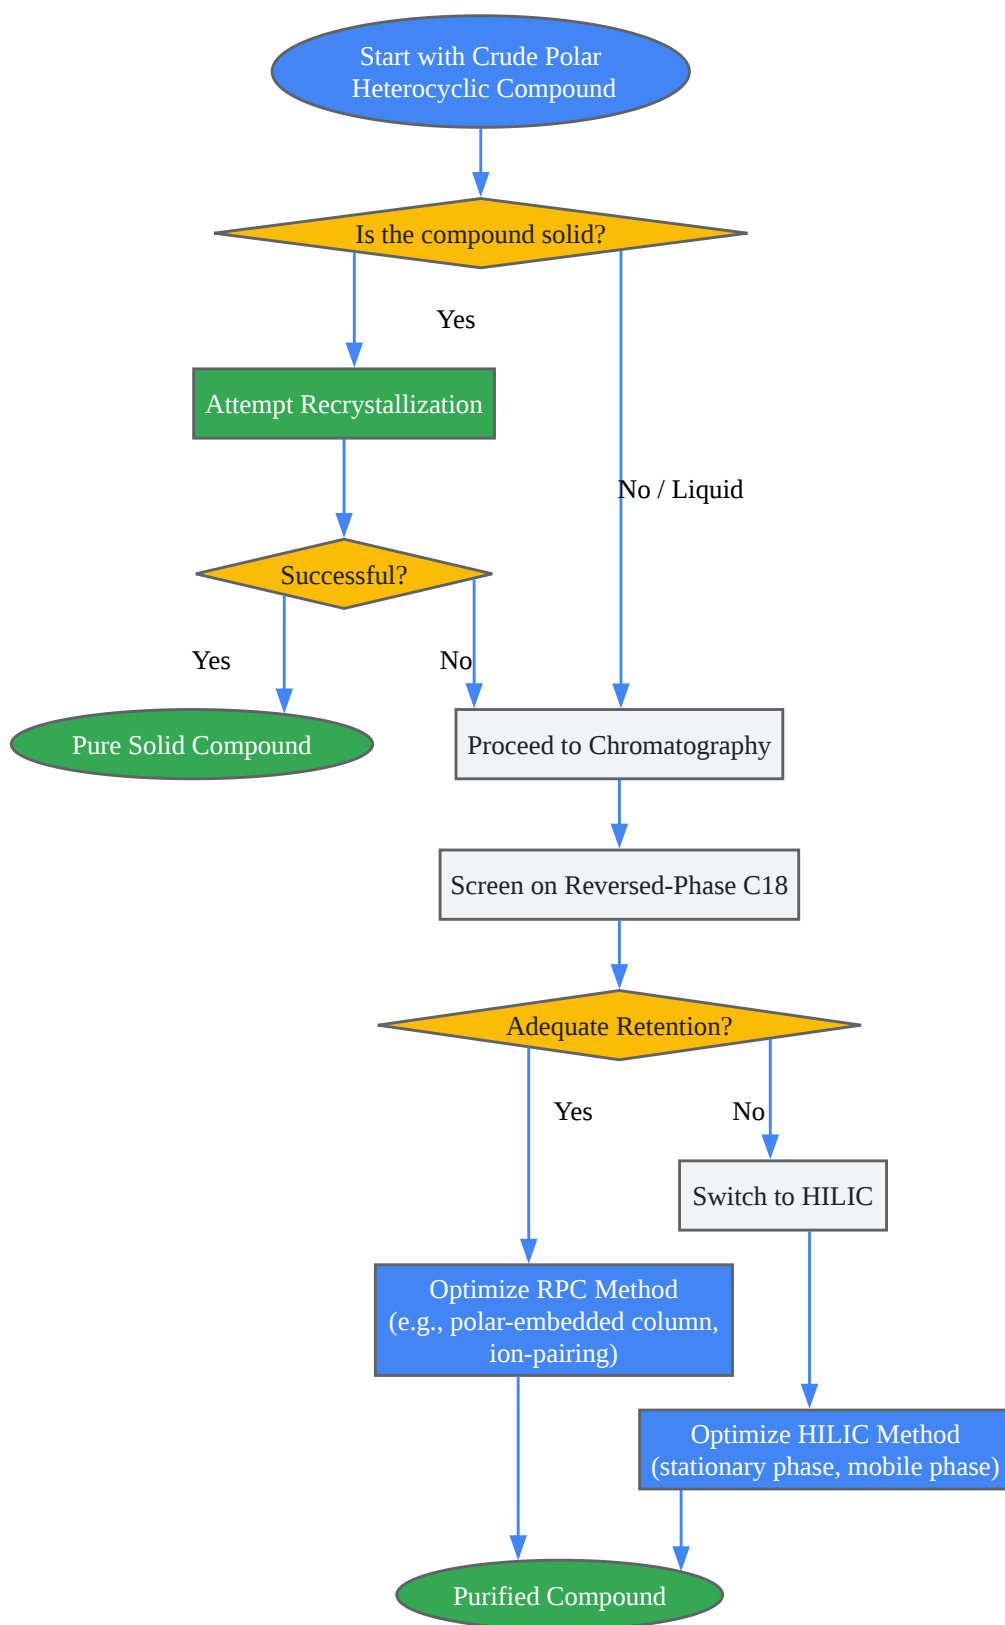 Start with Crude Polar
Heterocyclic Compound
Is the compound solid?
Yes
Attempt Recrystallization
No / Liquid
Successful?
Yes
No
Pure Solid Compound
Proceed to Chromatography
Screen on Reversed-Phase C18
Adequate Retention?
Yes
No
Switch to HILIC
Optimize RPC Method
(e.g., polar-embedded column,
ion-pairing)
Optimize HILIC Method
(stationary phase, mobile phase)
Purified Compound